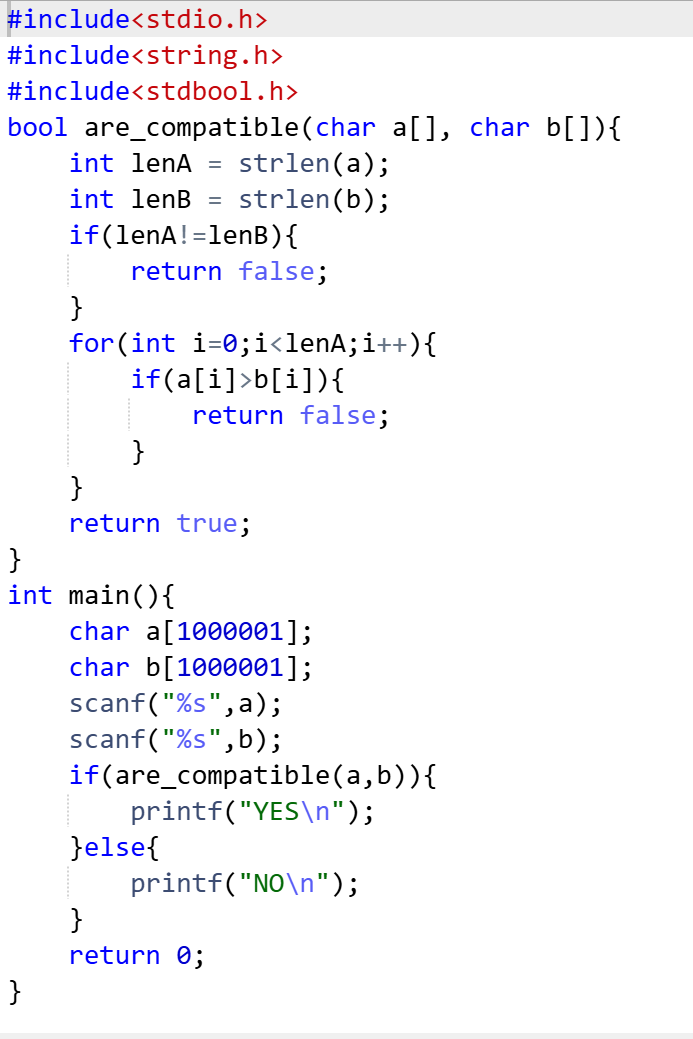 #include<stdio.h>
#include<string.h>
#include<stdbool.h>
bool are_compatible(char a[], char b[]){
    int lenA = strlen(a);
    int lenB = strlen(b);
    if(lenA!=lenB){
        return false;
    }
    for(int i=0;i<lenA;i++){
        if(a[i]>b[i]){
            return false;
        }
    }
    return true;
}
int main(){
    char a[1000001];
    char b[1000001];
    scanf("%s",a);
    scanf("%s",b);
    if(are_compatible(a,b)){
        printf("YES\n");
    }else{
        printf("NO\n");
    }
    return 0;
}